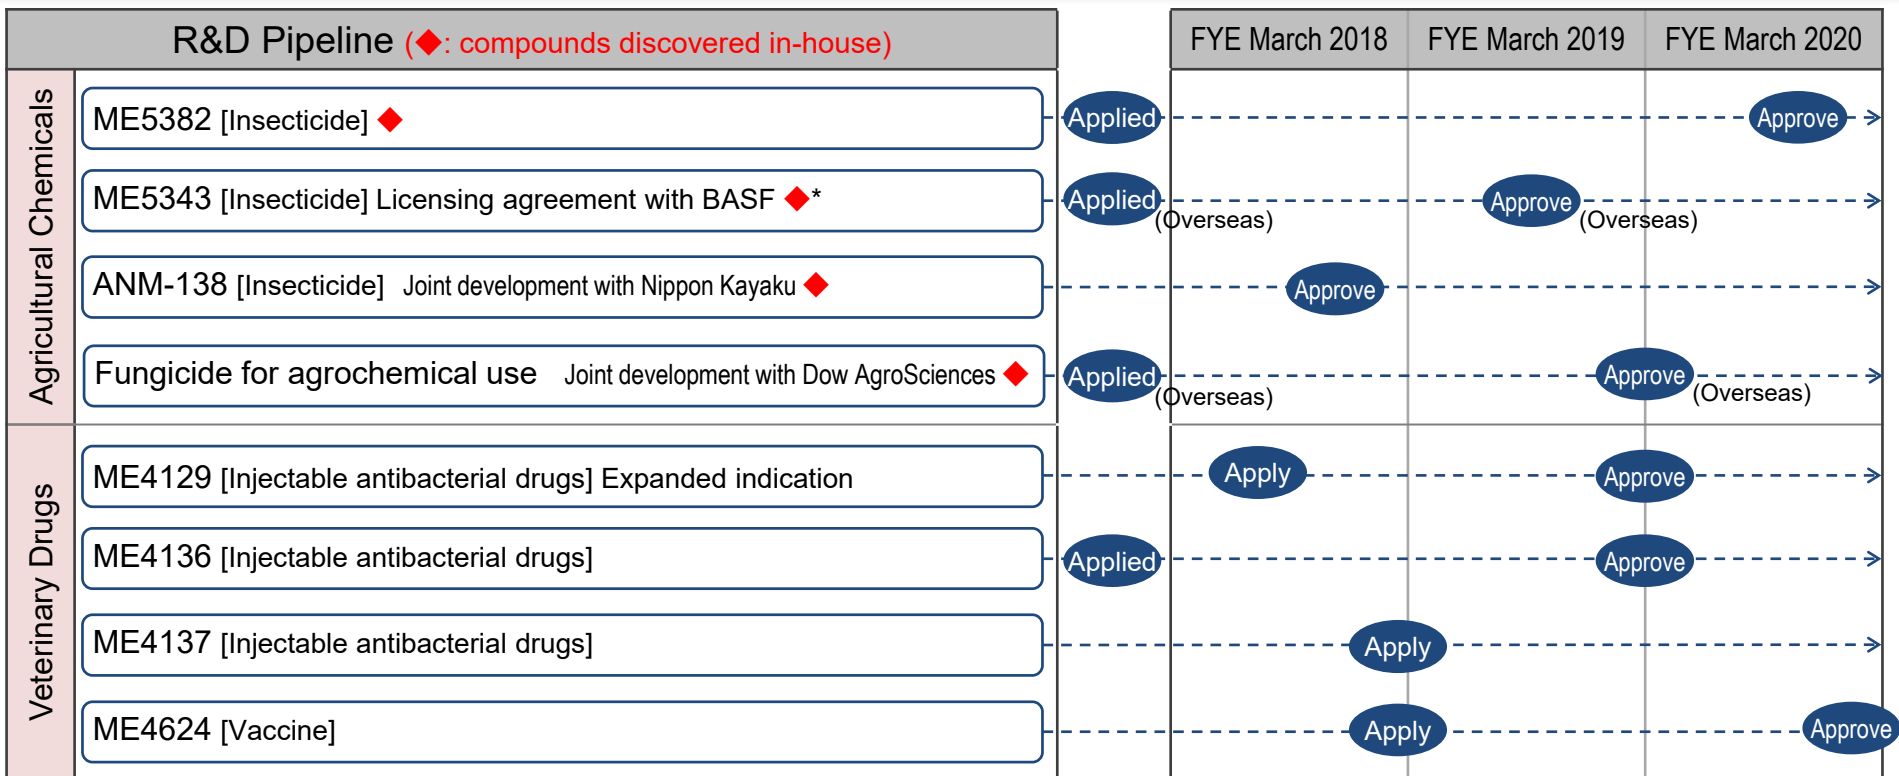 R&D Pipeline (◆: compounds discovered in-house)
FYE March 2018 FYE March 2019 FYE March 2020
Agricultural Chemicals
ME5382 [Insecticide] ◆ Applied Approve
ME5343 [Insecticide] Licensing agreement with BASF ◆* Applied (Overseas) Approve (Overseas)
ANM-138 [Insecticide] Joint development with Nippon Kayaku ◆ Approve
Fungicide for agrochemical use Joint development with Dow AgroSciences ◆ Applied (Overseas) Approve (Overseas)
Veterinary Drugs
ME4129 [Injectable antibacterial drugs] Expanded indication Apply Approve
ME4136 [Injectable antibacterial drugs] Applied Approve
ME4137 [Injectable antibacterial drugs] Apply
ME4624 [Vaccine] Apply Approve